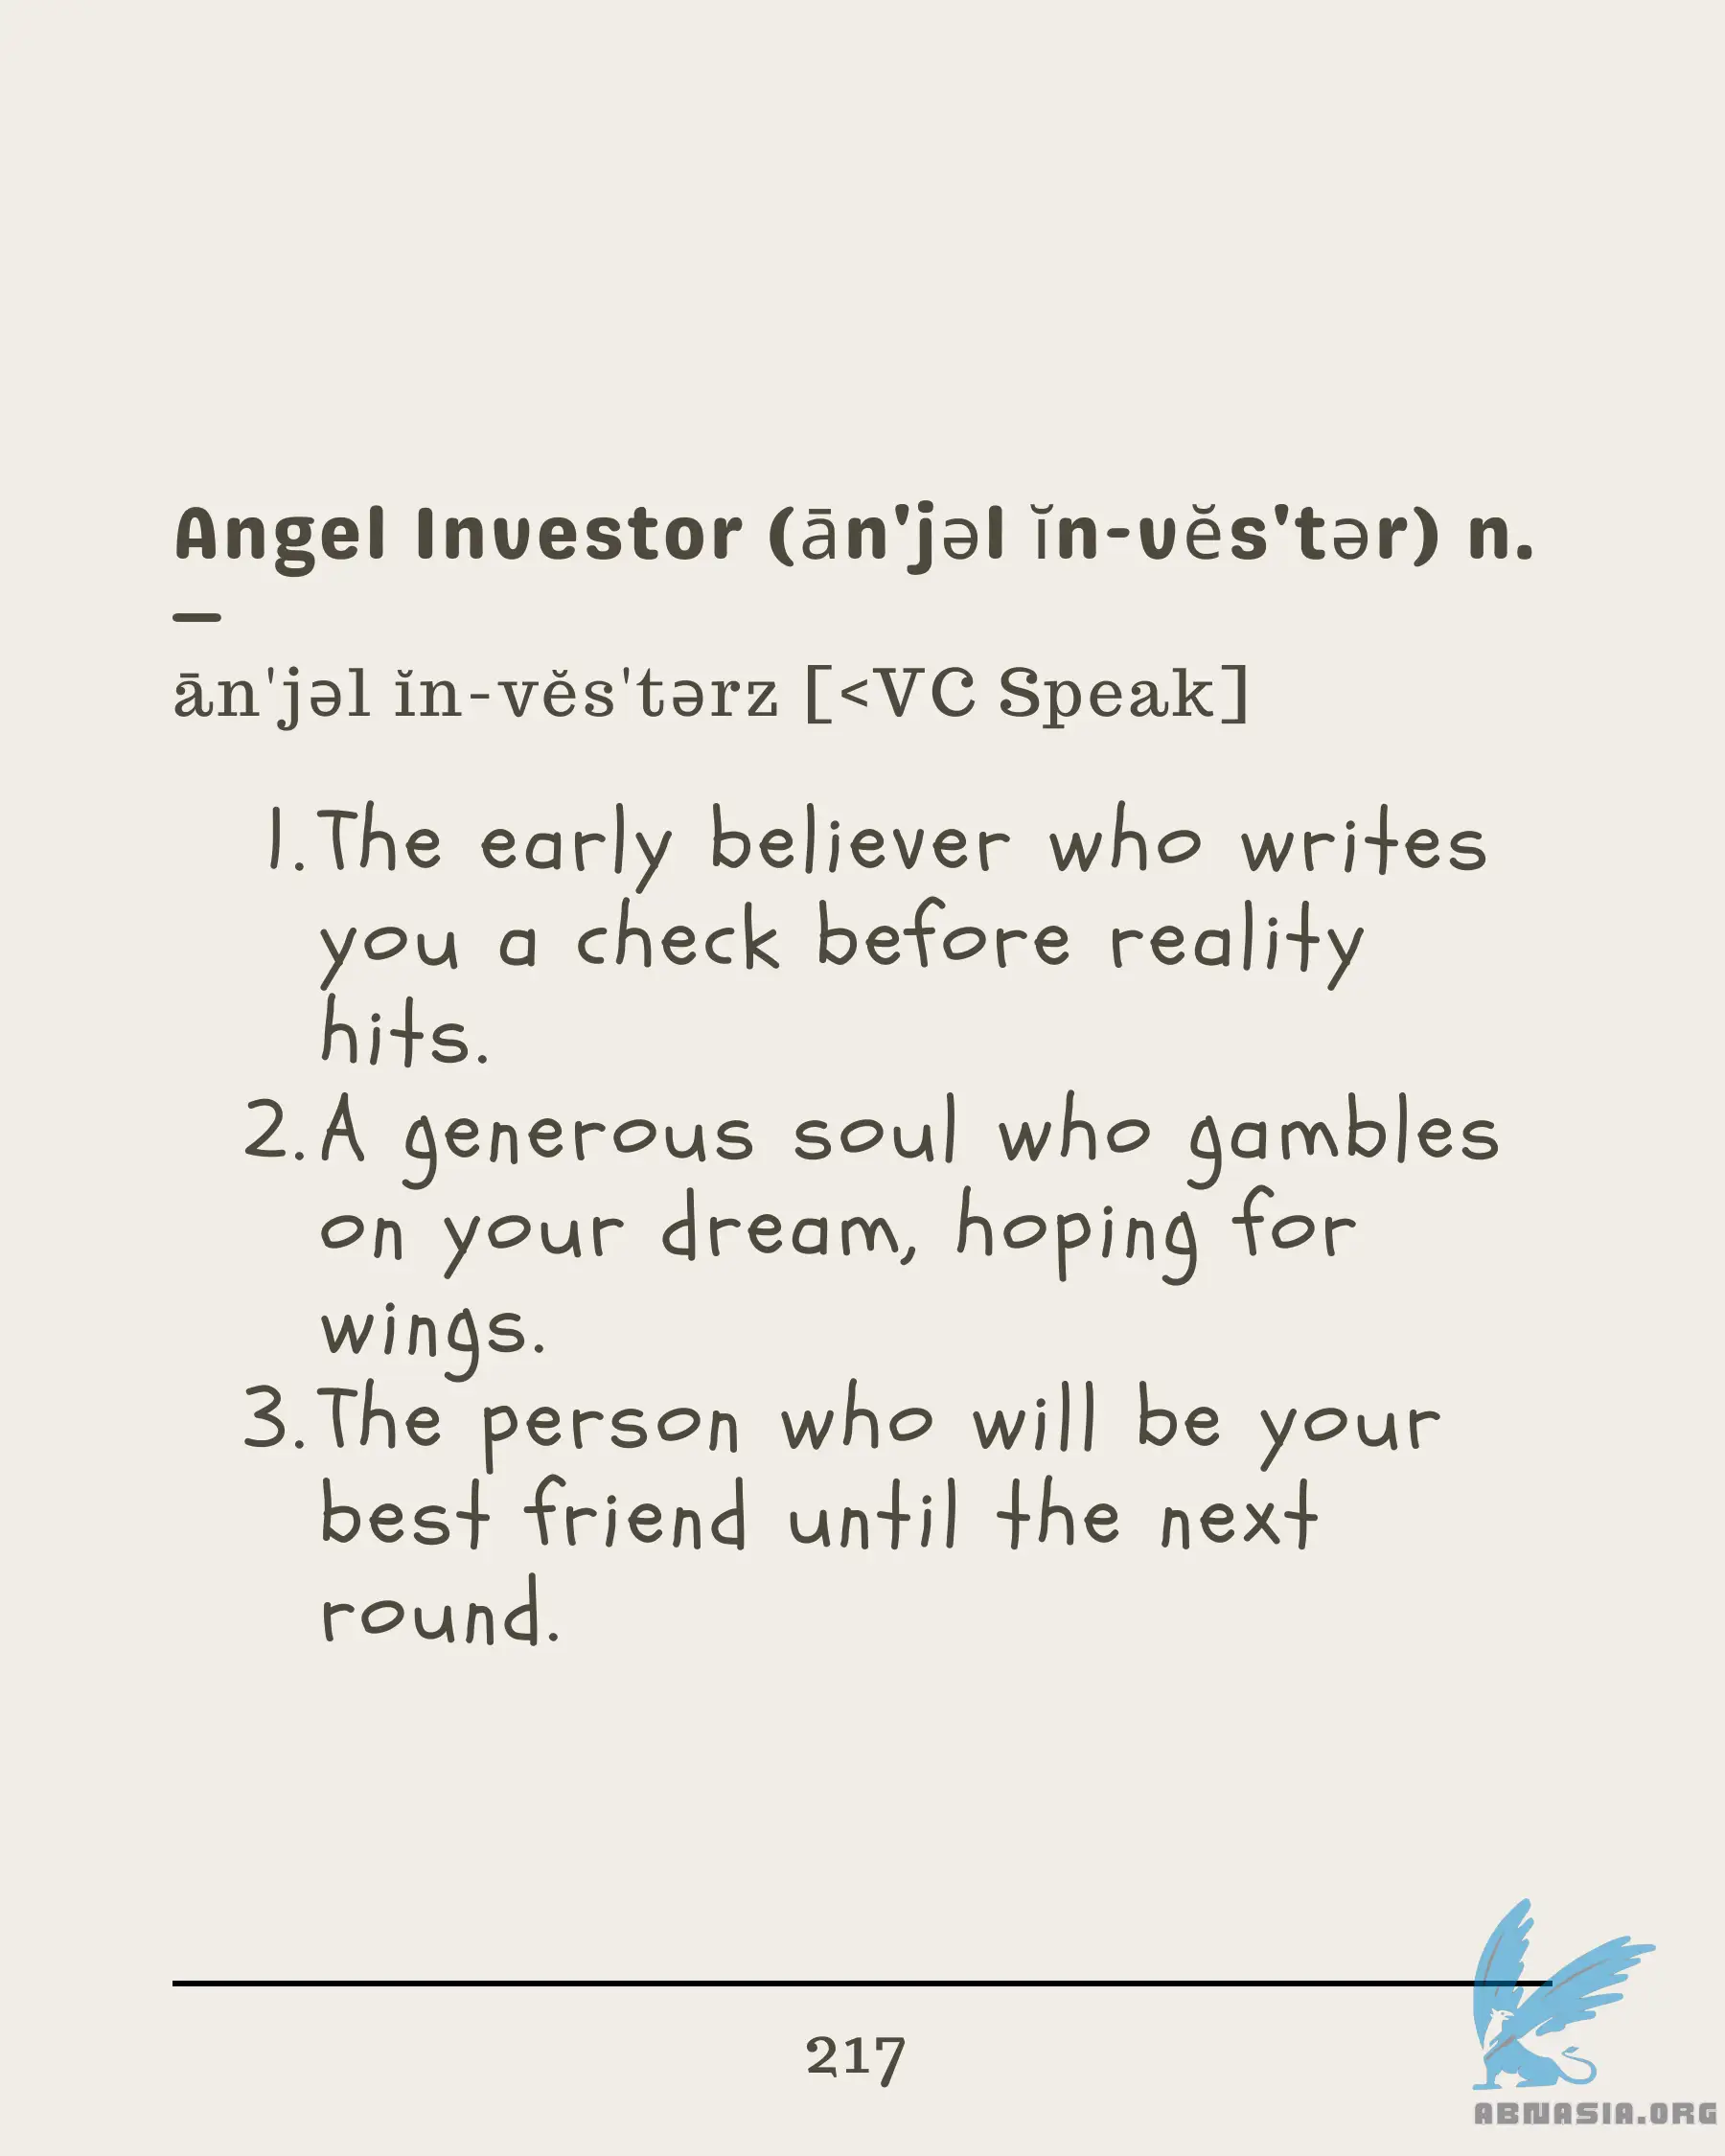 Angel Investor (ān'jəl ĭn-vĕs'tər) n.
—
ān'jəl ĭn-vĕs'tərz [<VC Speak]
1. The early believer who writes
you a check before reality
hits.
2. A generous soul who gambles
on your dream, hoping for
wings.
3. The person who will be your
best friend until the next
round.
217
ABNASIA.ORG